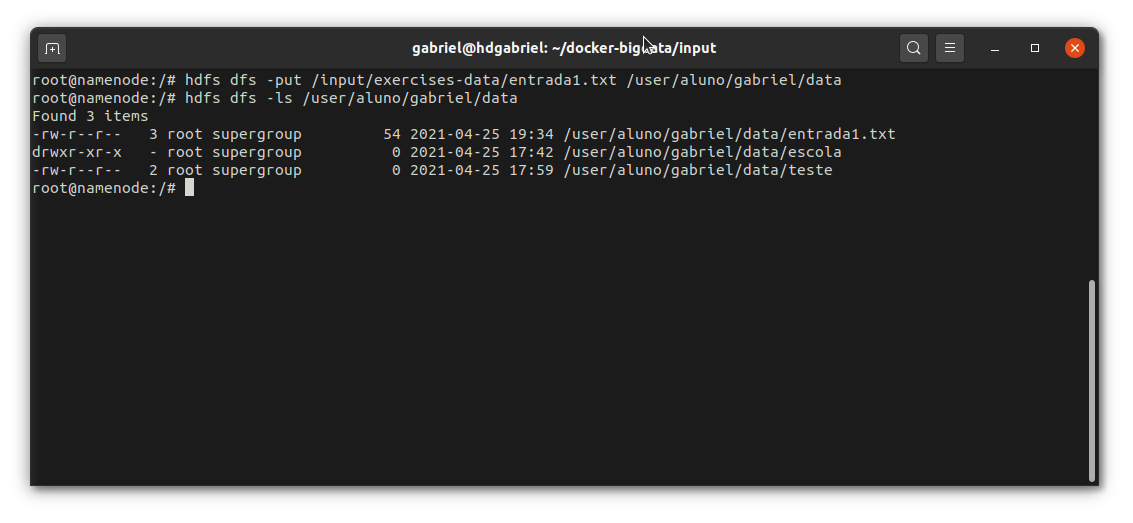 gabriel@hdgabriel: ~/docker-bigdata/input
root@namenode:/# hdfs dfs -put /input/exercises-data/entrada1.txt /user/aluno/gabriel/data
root@namenode:/# hdfs dfs -ls /user/aluno/gabriel/data
Found 3 items
-rw-r--r--   3 root supergroup         54 2021-04-25 19:34 /user/aluno/gabriel/data/entrada1.txt
drwxr-xr-x   - root supergroup          0 2021-04-25 17:42 /user/aluno/gabriel/data/escola
-rw-r--r--   2 root supergroup          0 2021-04-25 17:59 /user/aluno/gabriel/data/teste
root@namenode:/#